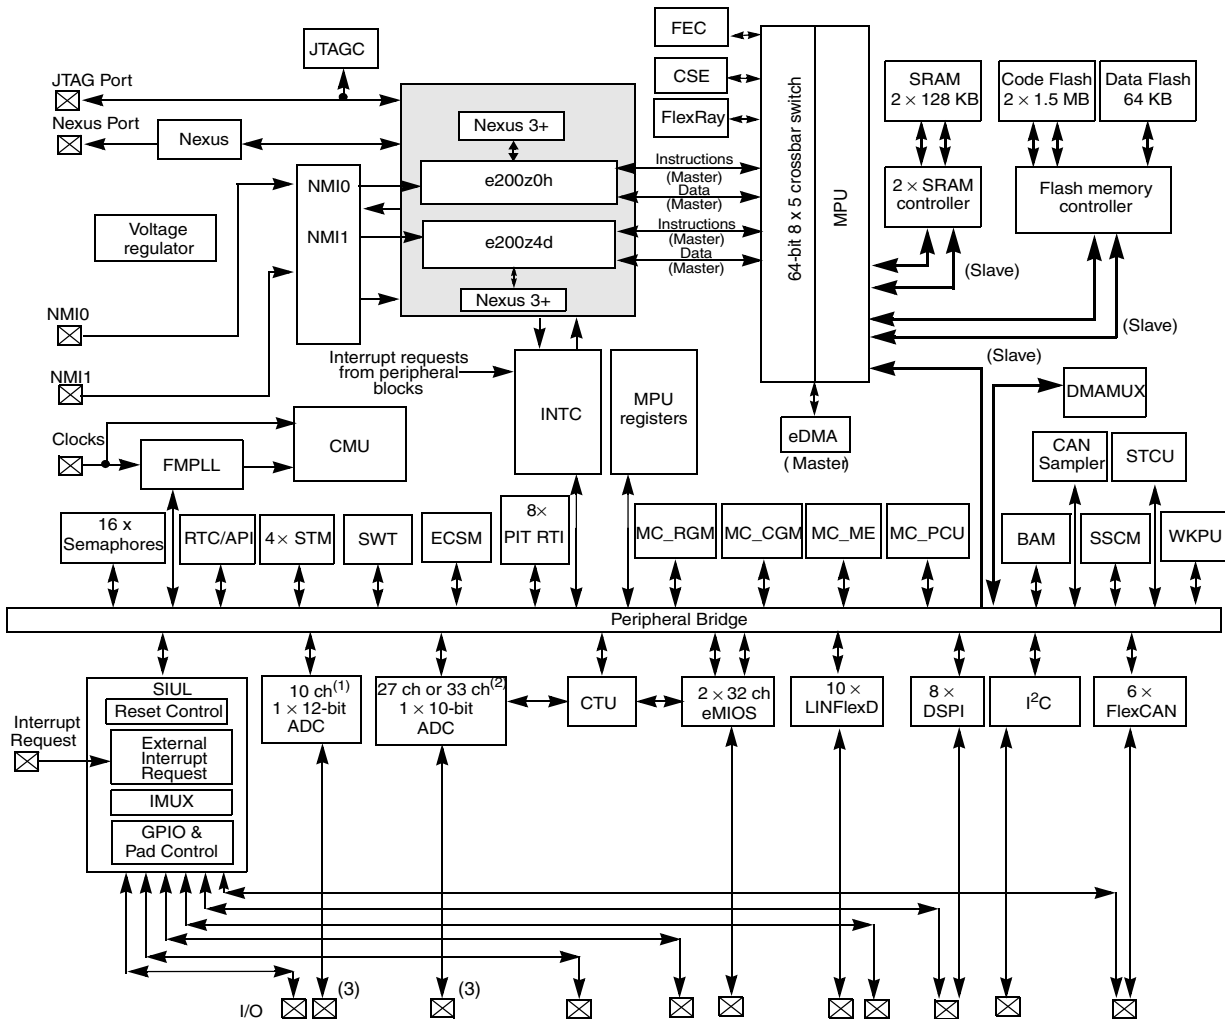 FEC
JTAGC
CSE
SRAM
2 × 128 KB
Code Flash
2 × 1.5 MB
Data Flash
64 KB
JTAG Port
FlexRay
Nexus Port
Nexus
Nexus 3+
Instructions
(Master)
Data
(Master)
Instructions
(Master)
Data
(Master)
NMI0
e200z0h
64-bit 8 x 5 crossbar switch
MPU
2 × SRAM
controller
Flash memory
controller
Voltage
regulator
NMI1
e200z4d
(Slave)
Nexus 3+
NMI0
(Slave)
(Slave)
Interrupt requests
from peripheral
blocks
NMI1
INTC
MPU
registers
DMAMUX
eDMA
(Master)
Clocks
CMU
FMPLL
CAN
Sampler
STCU
16 x
Semaphores
RTC/API
4× STM
SWT
ECSM
8×
PIT RTI
MC_RGM
MC_CGM
MC_ME
MC_PCU
BAM
SSCM
WKPU
Peripheral Bridge
SIUL
Reset Control
External
Interrupt
Request
IMUX
GPIO &
Pad Control
Interrupt
Request
10 ch(1)
1 × 12-bit
ADC
27 ch or 33 ch(2)
1 × 10-bit
ADC
CTU
2 × 32 ch
eMIOS
10 ×
LINFlexD
8 ×
DSPI
I2C
6 ×
FlexCAN
(3)
(3)
I/O